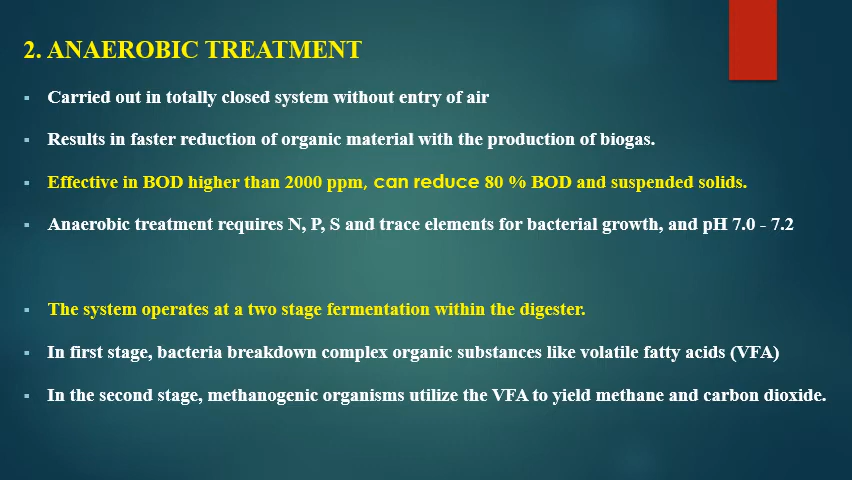 2. ANAEROBIC TREATMENT
▪ Carried out in totally closed system without entry of air
▪ Results in faster reduction of organic material with the production of biogas.
▪ Effective in BOD higher than 2000 ppm, can reduce 80 % BOD and suspended solids.
▪ Anaerobic treatment requires N, P, S and trace elements for bacterial growth, and pH 7.0 - 7.2
▪ The system operates at a two stage fermentation within the digester.
▪ In first stage, bacteria breakdown complex organic substances like volatile fatty acids (VFA)
▪ In the second stage, methanogenic organisms utilize the VFA to yield methane and carbon dioxide.